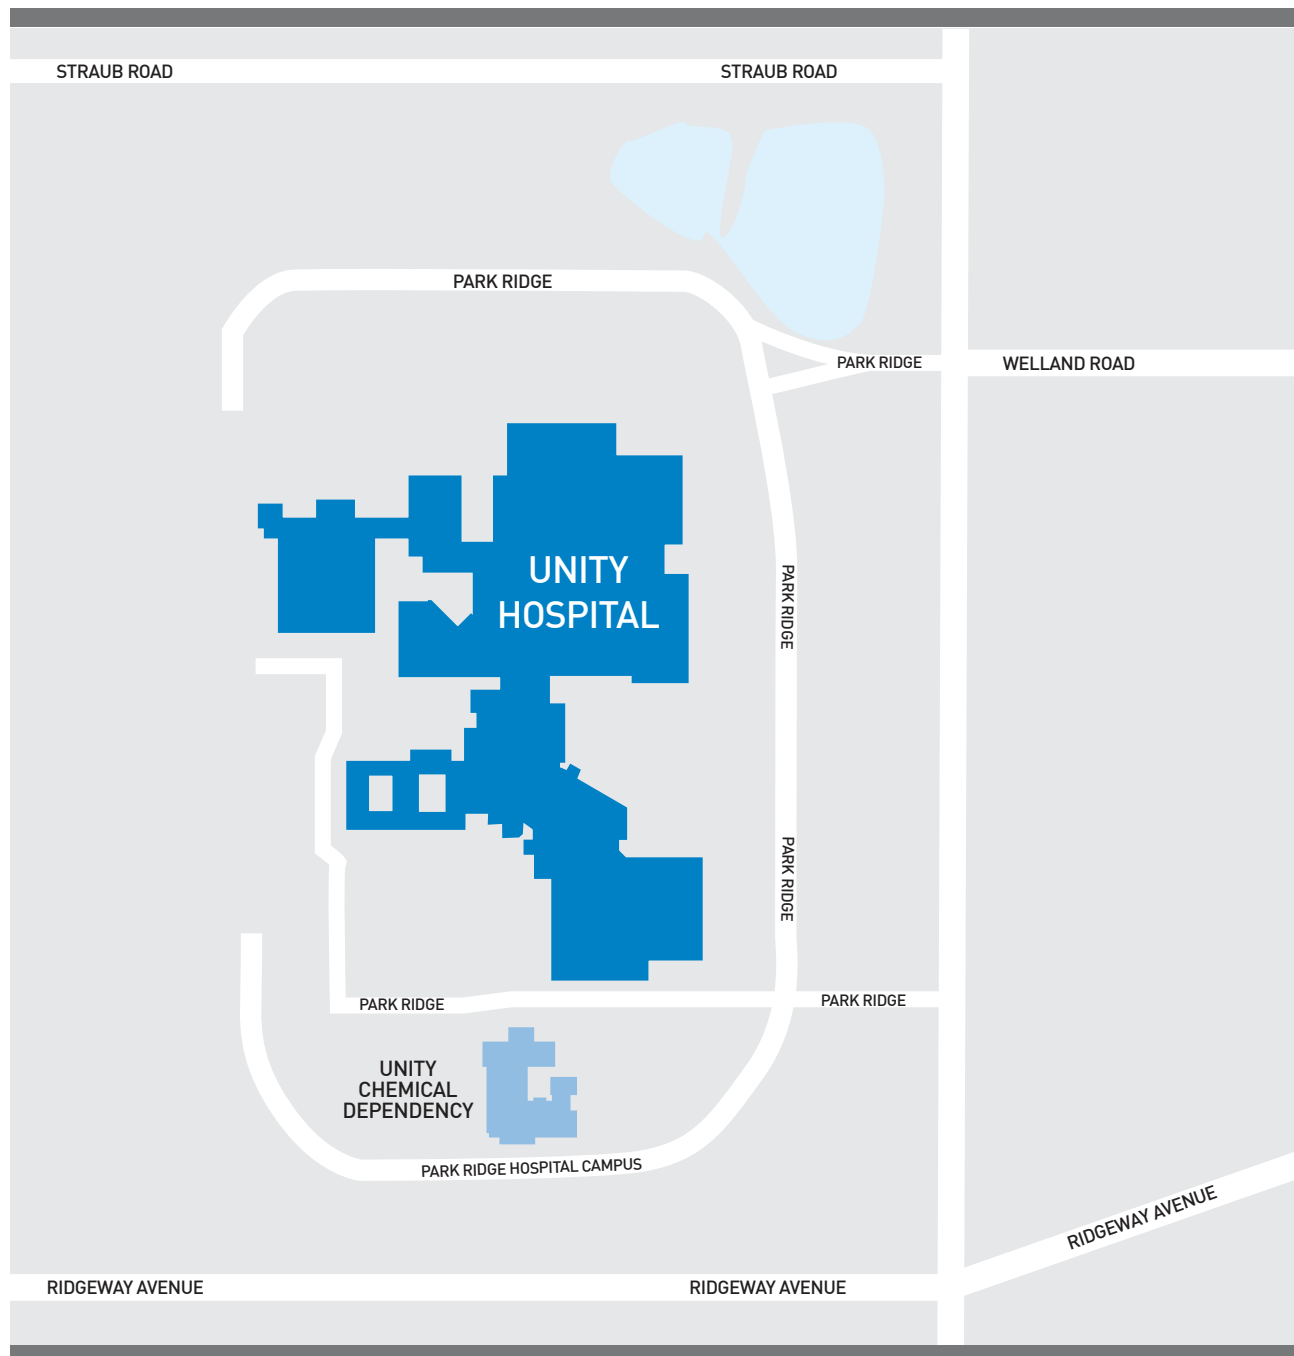 STRAUB ROAD
STRAUB ROAD
PARK RIDGE
PARK RIDGE
WELLAND ROAD
UNITY
HOSPITAL
PARK RIDGE
PARK RIDGE
PARK RIDGE
PARK RIDGE
UNITY
CHEMICAL
DEPENDENCY
PARK RIDGE HOSPITAL CAMPUS
RIDGEWAY AVENUE
RIDGEWAY AVENUE
RIDGEWAY AVENUE